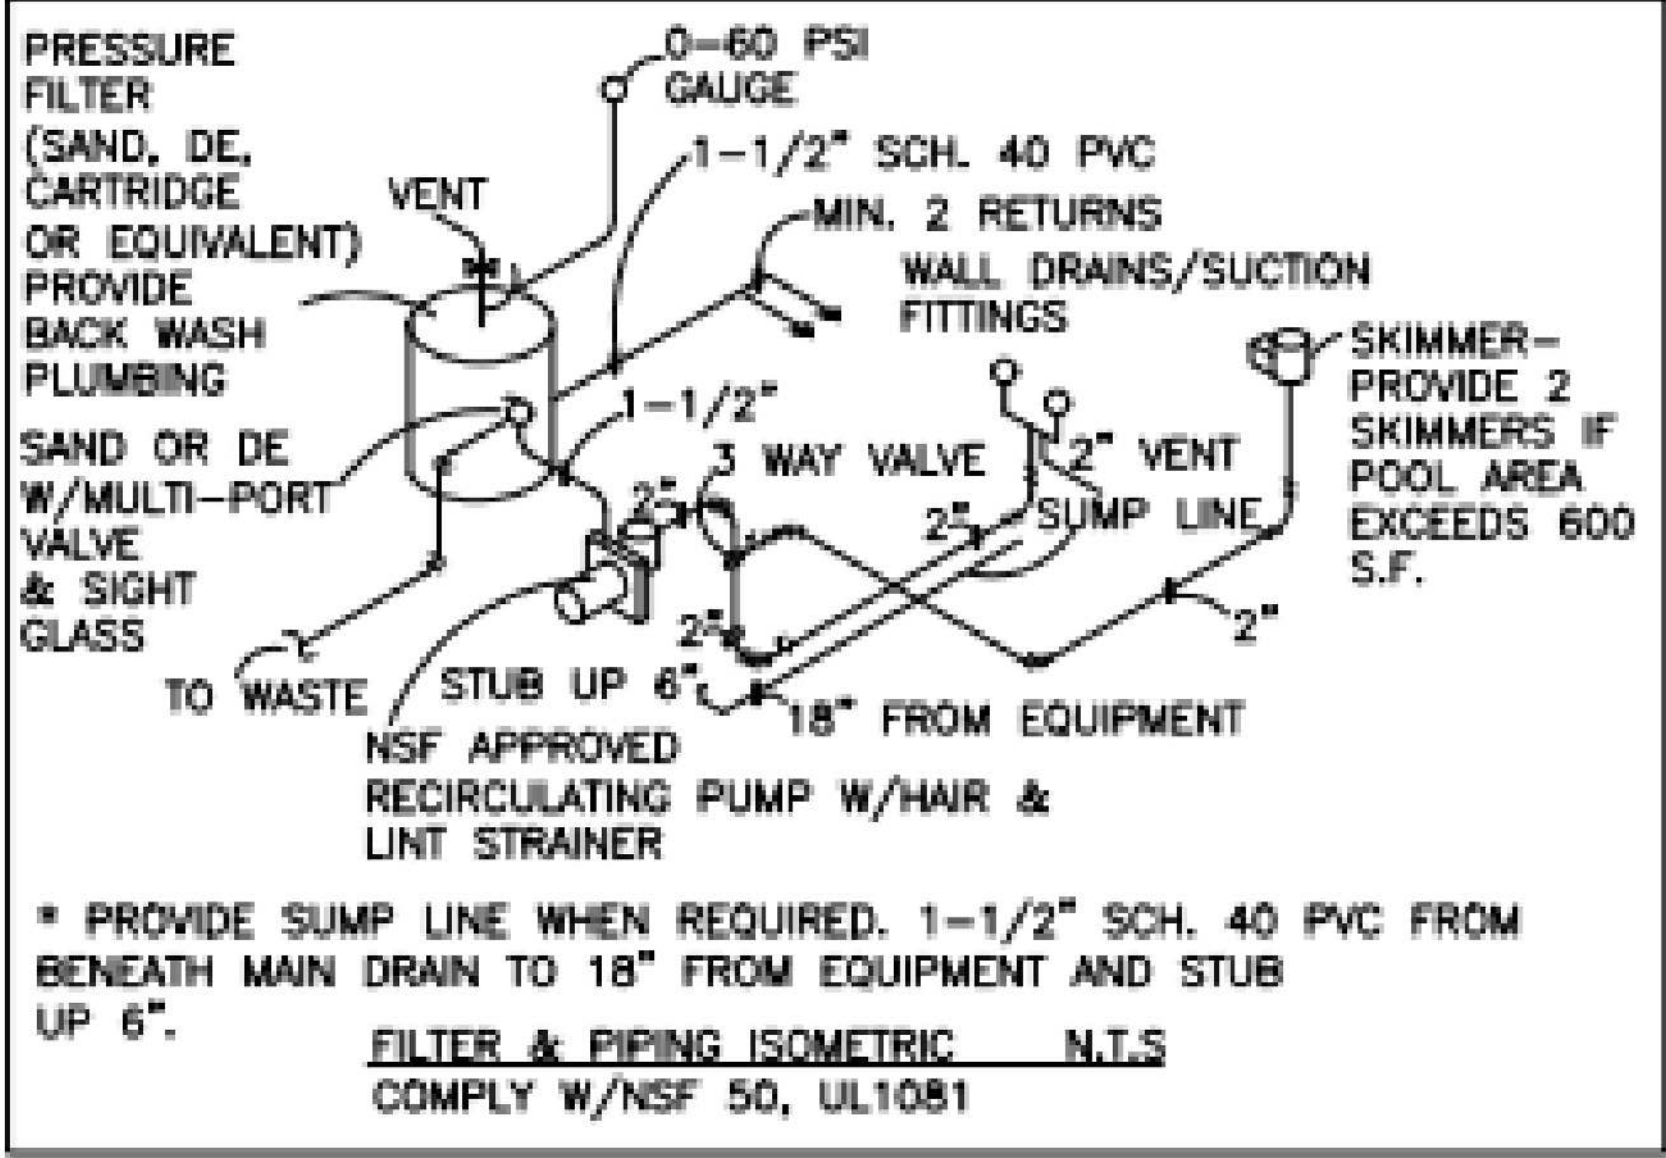 PRESSURE
FILTER
(SAND, DE,
CARTRIDGE
OR EQUIVALENT)
PROVIDE
BACK WASH
PLUMBING
VENT
0-60 PSI
GAUGE
1-1/2" SCH. 40 PVC
MIN. 2 RETURNS
WALL DRAINS/SUCTION
FITTINGS
SKIMMER-
PROVIDE 2
SKIMMERS IF
POOL AREA
EXCEEDS 600
S.F.
SAND OR DE
W/MULTI-PORT
VALVE
& SIGHT
GLASS
1-1/2"
3 WAY VALVE
2" VENT
2"
2"
SUMP LINE
2"
2"
TO WASTE
STUB UP 6"
18" FROM EQUIPMENT
NSF APPROVED
RECIRCULATING PUMP W/HAIR &
LINT STRAINER
* PROVIDE SUMP LINE WHEN REQUIRED. 1-1/2" SCH. 40 PVC FROM
BENEATH MAIN DRAIN TO 18" FROM EQUIPMENT AND STUB
UP 6".
FILTER & PIPING ISOMETRIC N.T.S
COMPLY W/NSF 50, UL1081